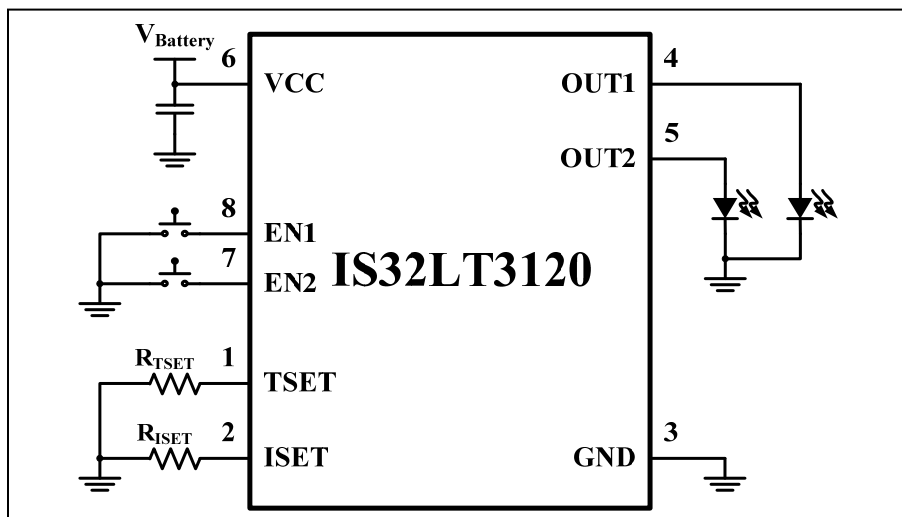 VBattery
6
VCC
OUT1
4
5
OUT2
8
EN1
7
EN2
IS32LT3120
RTSET
1
TSET
RISET
2
ISET
GND
3